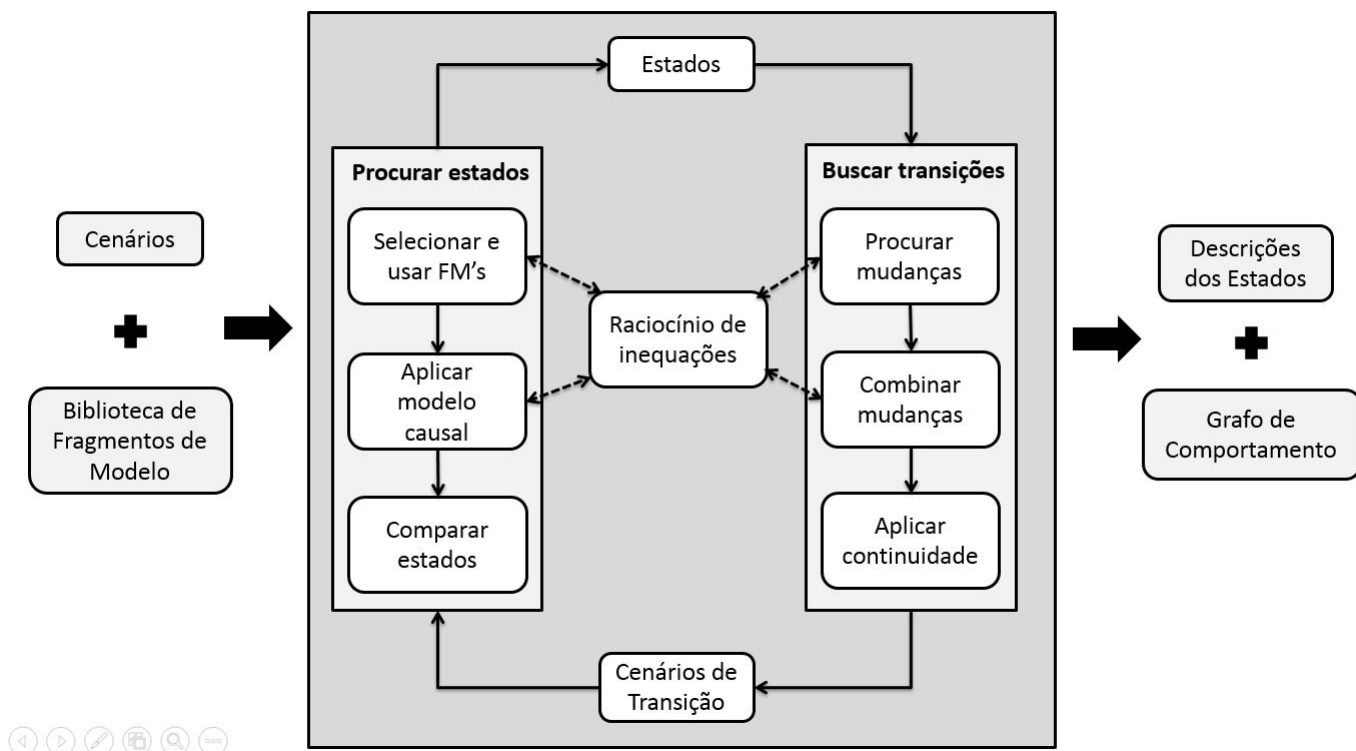 Cenários
Biblioteca de
Fragmentos de
Modelo
Estados
Procurar estados
Selecionar e
usar FM's
Aplicar
modelo
causal
Comparar
estados
Raciocínio de
inequações
Buscar transições
Procurar
mudanças
Combinar
mudanças
Aplicar
continuidade
Cenários de
Transição
Descrições
dos Estados
Grafo de
Comportamento